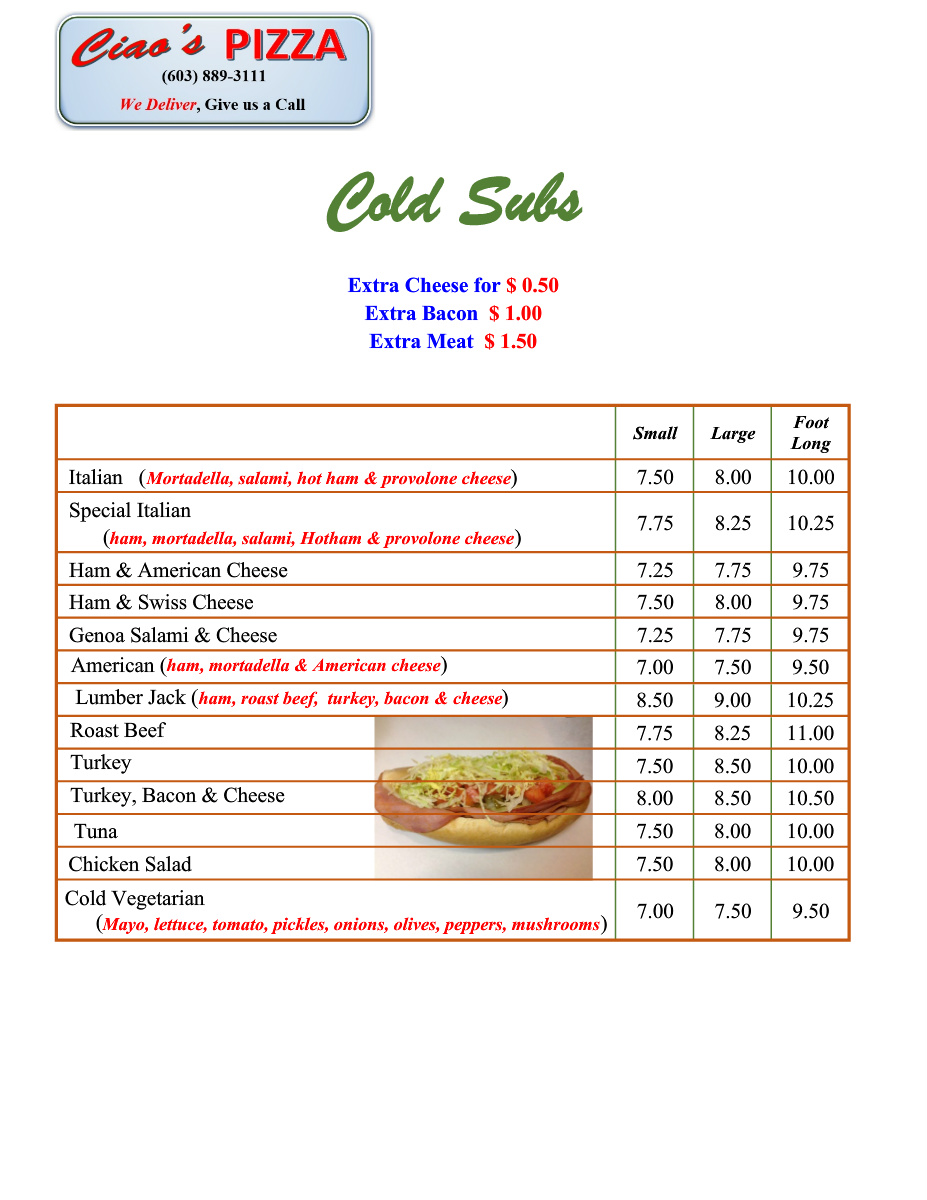 Ciao's PIZZA
(603) 889-3111
We Deliver, Give us a Call
Cold Subs
Extra Cheese for $ 0.50
Extra Bacon $ 1.00
Extra Meat $ 1.50
Small Large Foot Long
Italian (Mortadella, salami, hot ham & provolone cheese) 7.50 8.00 10.00
Special Italian
(ham, mortadella, salami, Hotham & provolone cheese) 7.75 8.25 10.25
Ham & American Cheese 7.25 7.75 9.75
Ham & Swiss Cheese 7.50 8.00 9.75
Genoa Salami & Cheese 7.25 7.75 9.75
American (ham, mortadella & American cheese) 7.00 7.50 9.50
Lumber Jack (ham, roast beef, turkey, bacon & cheese) 8.50 9.00 10.25
Roast Beef 7.75 8.25 11.00
Turkey 7.50 8.50 10.00
Turkey, Bacon & Cheese 8.00 8.50 10.50
Tuna 7.50 8.00 10.00
Chicken Salad 7.50 8.00 10.00
Cold Vegetarian
(Mayo, lettuce, tomato, pickles, onions, olives, peppers, mushrooms) 7.00 7.50 9.50